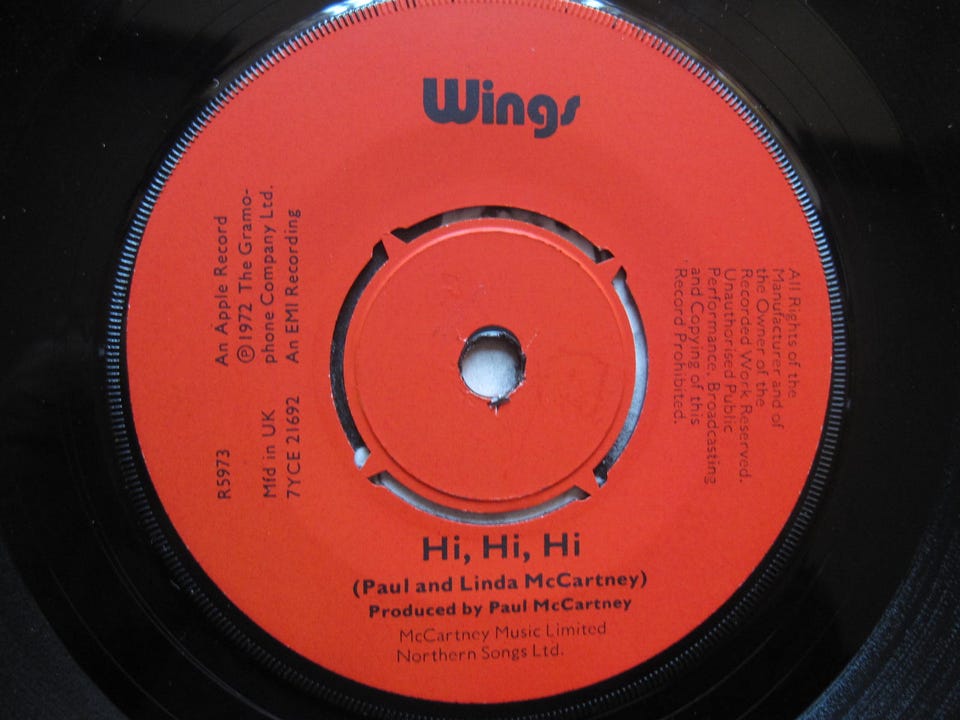 Wings
An Apple Record
℗ 1972 The Gramo-
phone Company Ltd.
An EMI Recording
R5973
Mfd in UK
7YCE 21692
All Rights of the
Manufacturer and of
the Owner of the
Recorded Work Reserved.
Unauthorised Public
Performance, Broadcasting
and Copying of this
Record Prohibited.
Hi, Hi, Hi
(Paul and Linda McCartney)
Produced by Paul McCartney
McCartney Music Limited
Northern Songs Ltd.